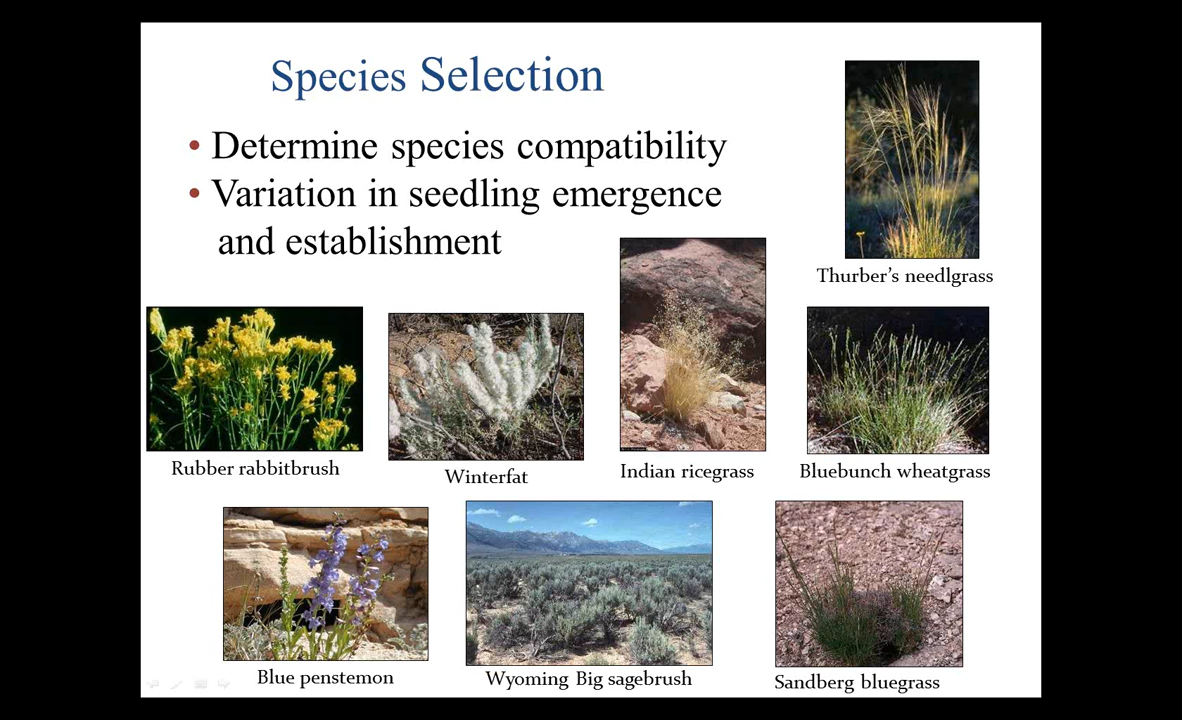 Species Selection
• Determine species compatibility
• Variation in seedling emergence
and establishment
Thurber's needlgrass
Rubber rabbitbrush
Winterfat
Indian ricegrass
Bluebunch wheatgrass
Blue penstemon
Wyoming Big sagebrush
Sandberg bluegrass